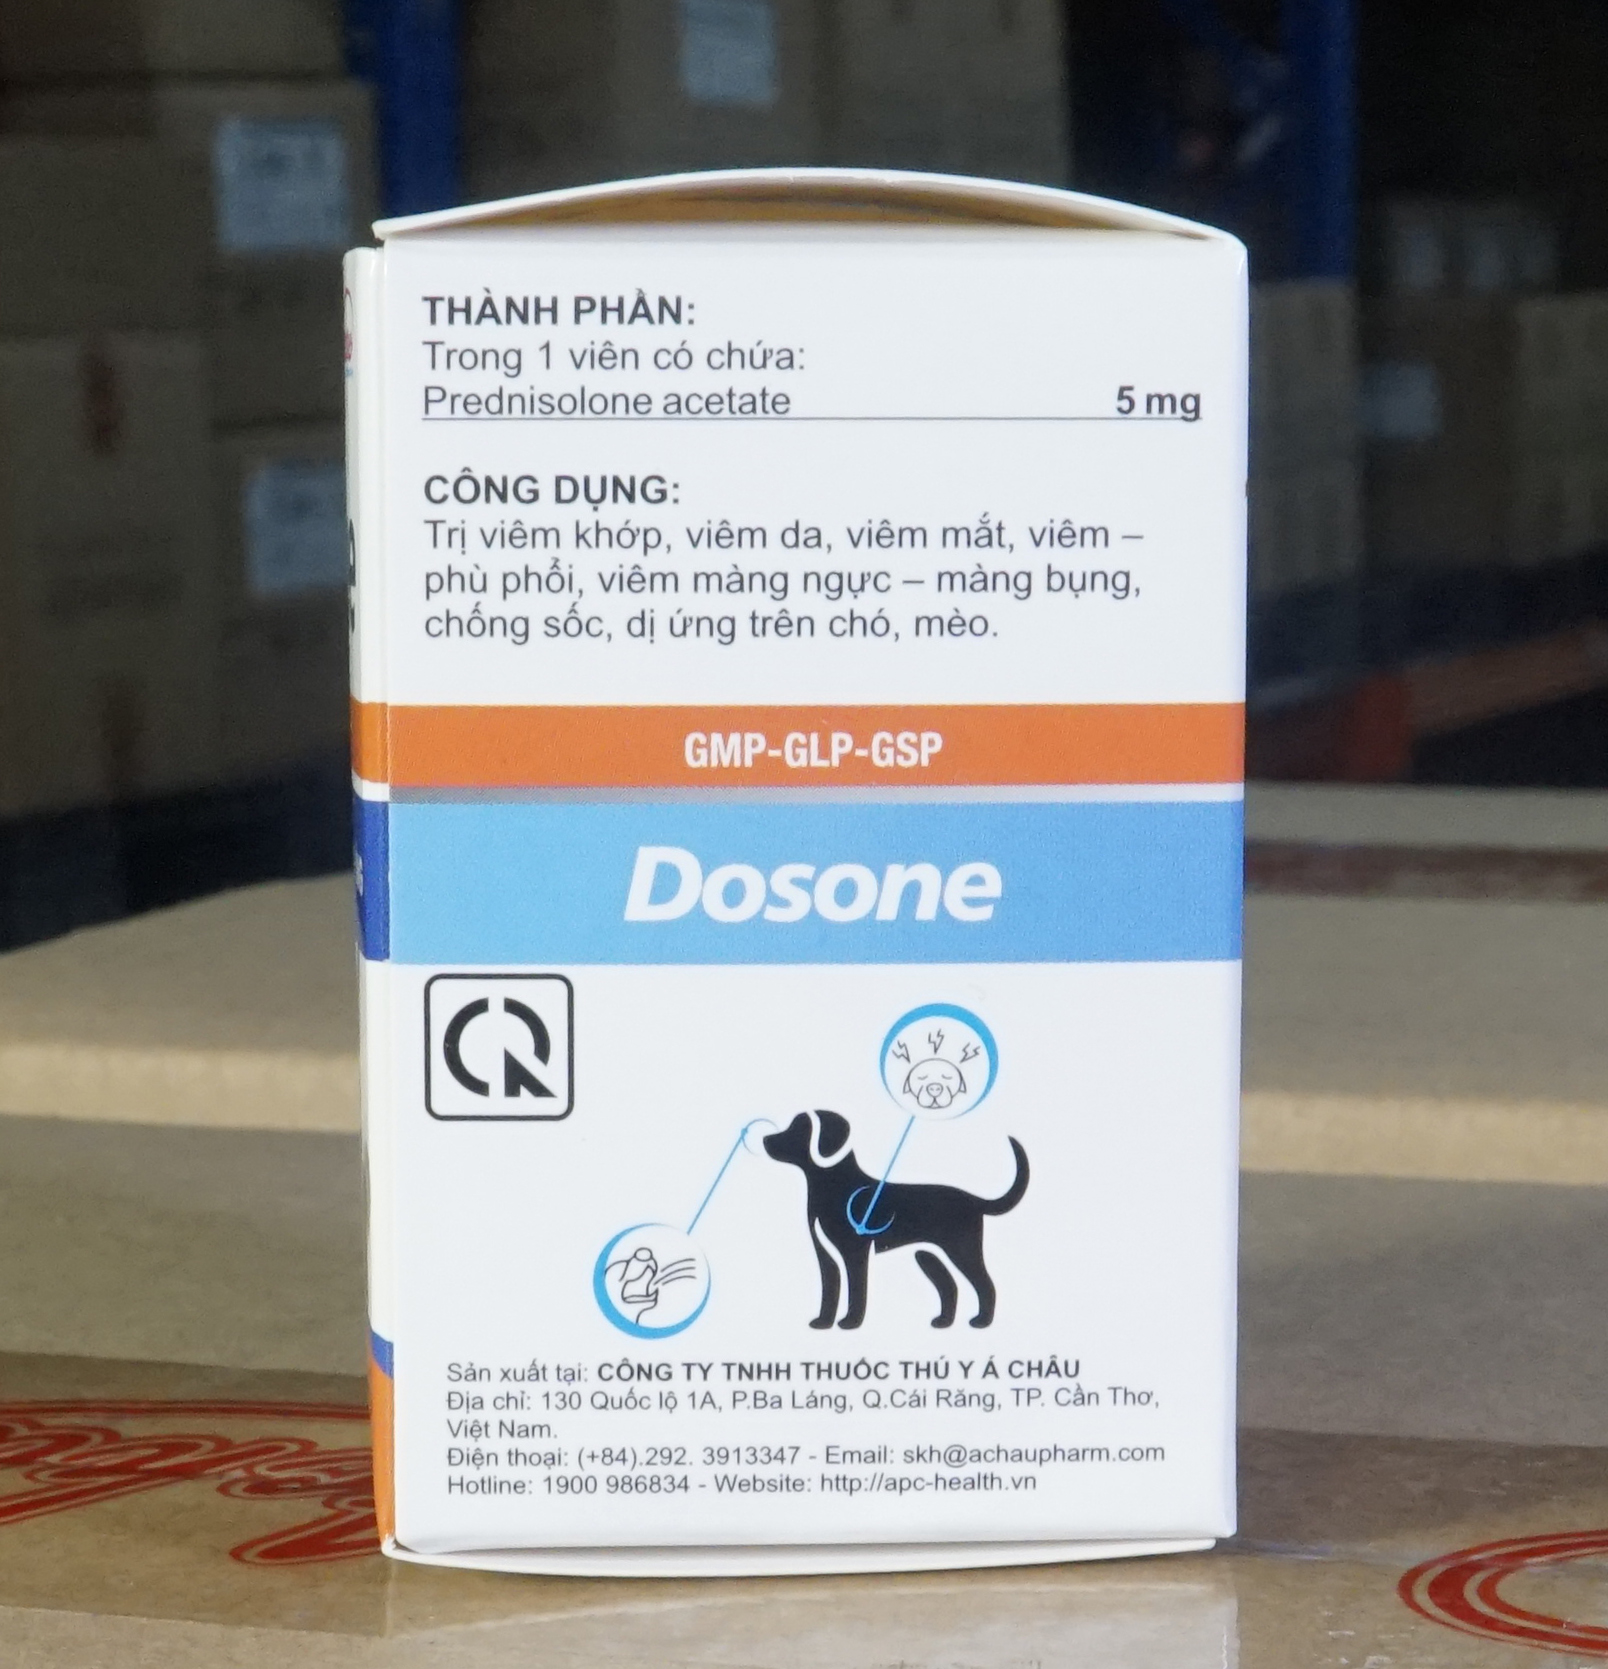 THÀNH PHẦN:
Trong 1 viên có chứa:
Prednisolone acetate 5 mg
CÔNG DỤNG:
Trị viêm khớp, viêm da, viêm mắt, viêm –
phù phổi, viêm màng ngực – màng bụng,
chống sốc, dị ứng trên chó, mèo.
GMP-GLP-GSP
Dosone
Sản xuất tại: CÔNG TY TNHH THUỐC THÚ Y Á CHÂU
Địa chỉ: 130 Quốc lộ 1A, P.Ba Láng, Q.Cái Răng, TP. Cần Thơ,
Việt Nam.
Điện thoại: (+84).292. 3913347 - Email: skh@achaupharm.com
Hotline: 1900 986834 - Website: http://apc-health.vn